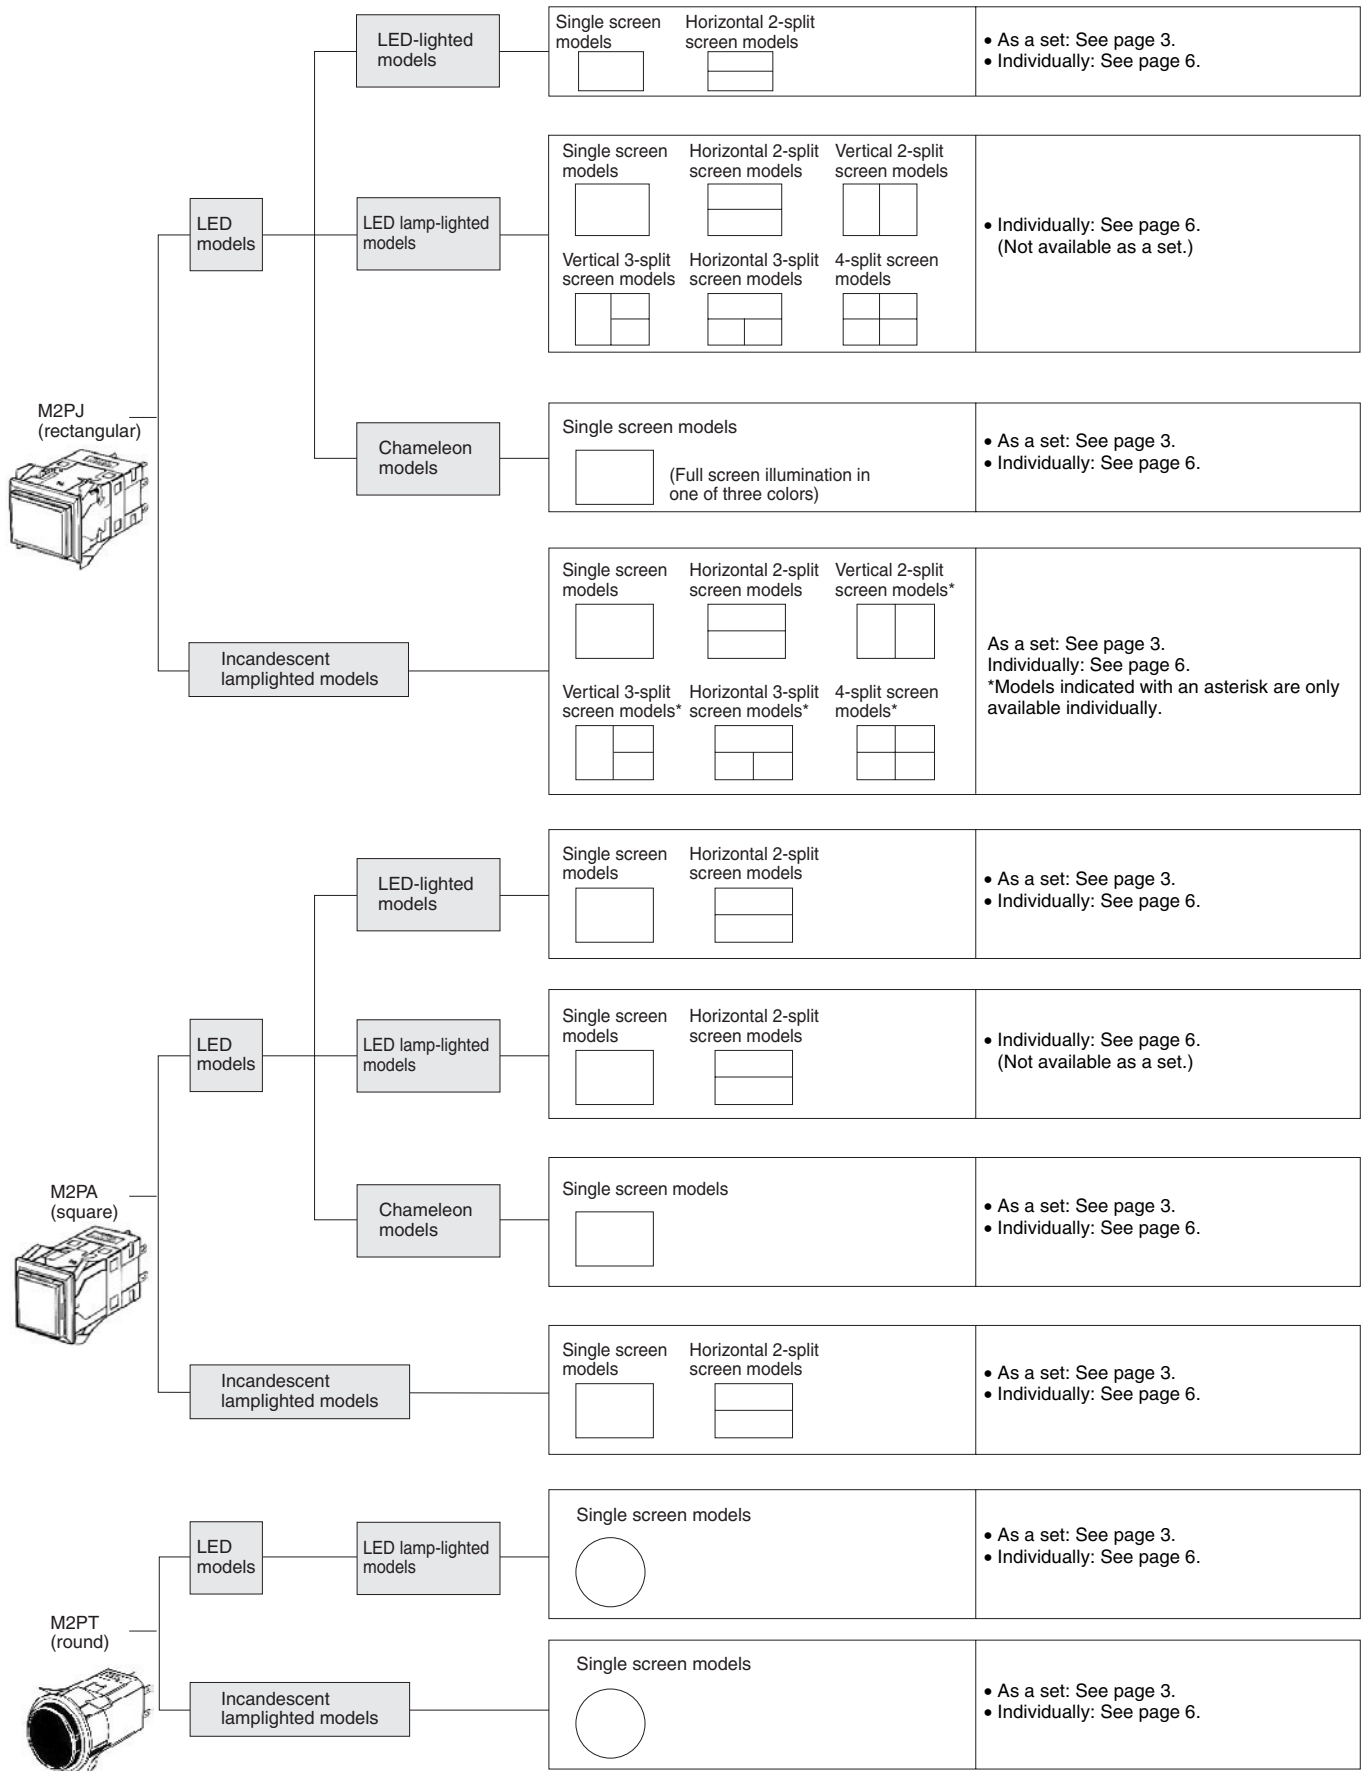 LED-lighted
models
Single screen
models
Horizontal 2-split
screen models
• As a set: See page 3.
• Individually: See page 6.
LED
models
LED lamp-lighted
models
Single screen
models
Horizontal 2-split
screen models
Vertical 2-split
screen models
Vertical 3-split
screen models
Horizontal 3-split
screen models
4-split screen
models
• Individually: See page 6.
(Not available as a set.)
M2PJ
(rectangular)
Chameleon
models
Single screen models
(Full screen illumination in
one of three colors)
• As a set: See page 3.
• Individually: See page 6.
Incandescent
lamplighted models
Single screen
models
Horizontal 2-split
screen models
Vertical 2-split
screen models*
Vertical 3-split
screen models*
Horizontal 3-split
screen models*
4-split screen
models*
As a set: See page 3.
Individually: See page 6.
*Models indicated with an asterisk are only
available individually.
LED-lighted
models
Single screen
models
Horizontal 2-split
screen models
• As a set: See page 3.
• Individually: See page 6.
LED
models
LED lamp-lighted
models
Single screen
models
Horizontal 2-split
screen models
• Individually: See page 6.
(Not available as a set.)
M2PA
(square)
Chameleon
models
Single screen models
• As a set: See page 3.
• Individually: See page 6.
Incandescent
lamplighted models
Single screen
models
Horizontal 2-split
screen models
• As a set: See page 3.
• Individually: See page 6.
LED
models
LED lamp-lighted
models
Single screen models
• As a set: See page 3.
• Individually: See page 6.
M2PT
(round)
Incandescent
lamplighted models
Single screen models
• As a set: See page 3.
• Individually: See page 6.